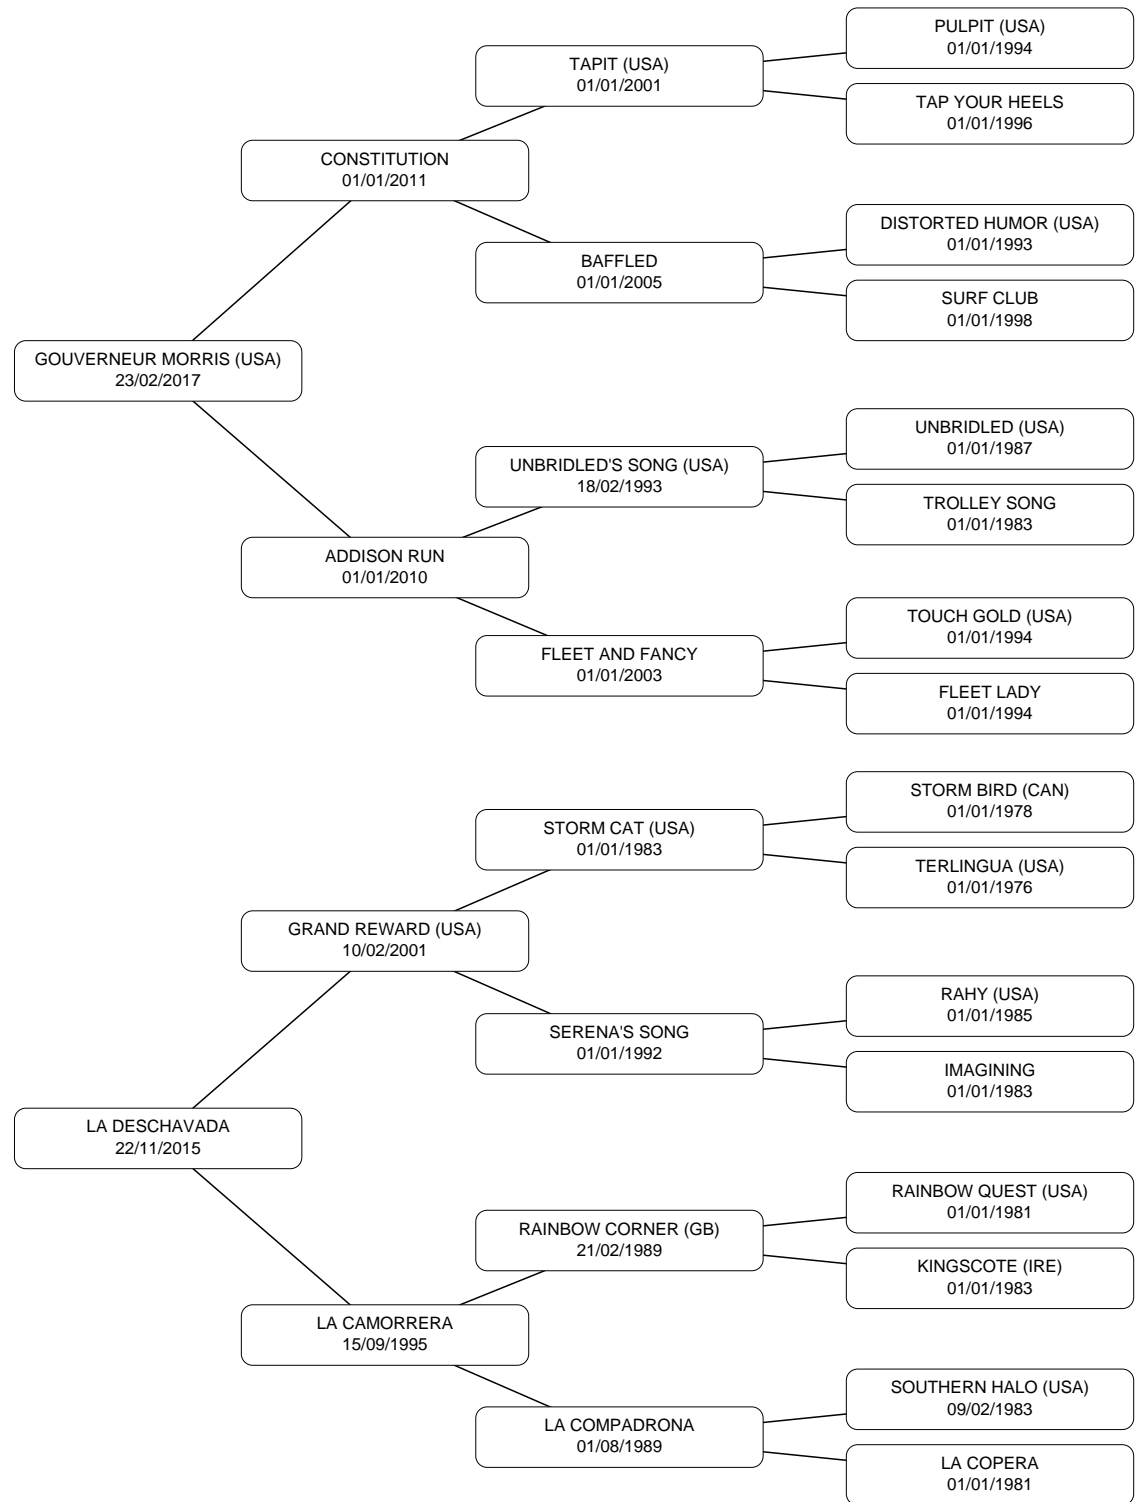 PULPIT (USA)
01/01/1994
TAPIT (USA)
01/01/2001
TAP YOUR HEELS
01/01/1996
CONSTITUTION
01/01/2011
DISTORTED HUMOR (USA)
01/01/1993
BAFFLED
01/01/2005
SURF CLUB
01/01/1998
GOUVERNEUR MORRIS (USA)
23/02/2017
UNBRIDLED (USA)
01/01/1987
UNBRIDLED'S SONG (USA)
18/02/1993
TROLLEY SONG
01/01/1983
ADDISON RUN
01/01/2010
TOUCH GOLD (USA)
01/01/1994
FLEET AND FANCY
01/01/2003
FLEET LADY
01/01/1994
STORM BIRD (CAN)
01/01/1978
STORM CAT (USA)
01/01/1983
TERLINGUA (USA)
01/01/1976
GRAND REWARD (USA)
10/02/2001
RAHY (USA)
01/01/1985
SERENA'S SONG
01/01/1992
IMAGINING
01/01/1983
LA DESCHAVADA
22/11/2015
RAINBOW QUEST (USA)
01/01/1981
RAINBOW CORNER (GB)
21/02/1989
KINGSCOTE (IRE)
01/01/1983
LA CAMORRERA
15/09/1995
SOUTHERN HALO (USA)
09/02/1983
LA COMPADRONA
01/08/1989
LA COPERA
01/01/1981